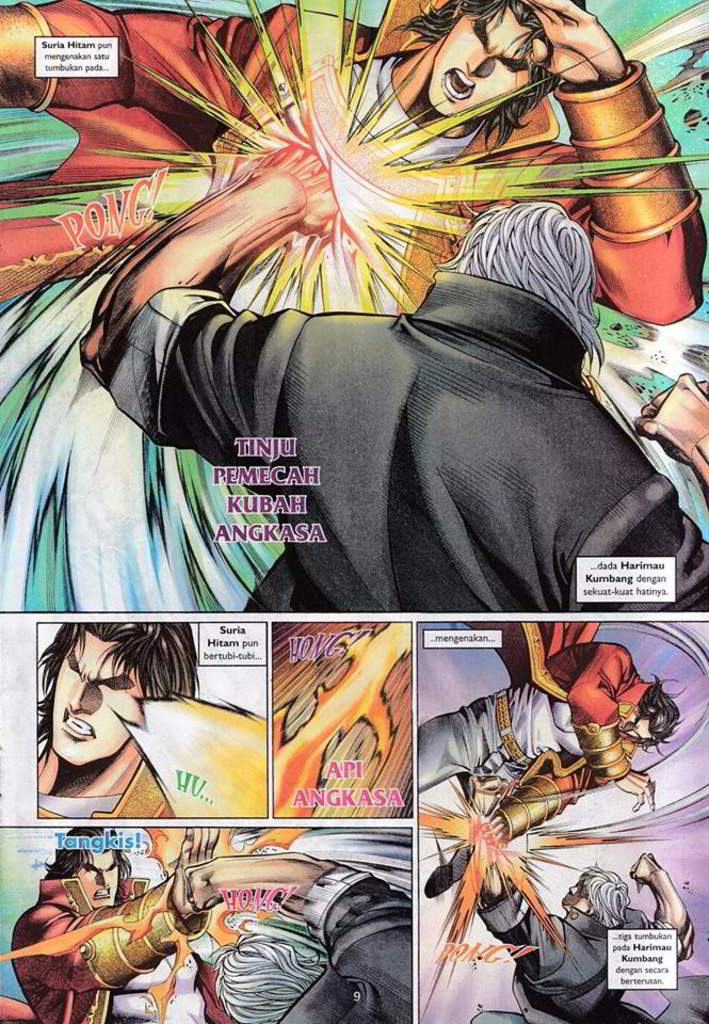 Suria Hitam pun
mengenakan satu
tumbukan pada...
PONG!
TINJU
PEMECAH
KUBAH
ANGKASA
...dada Harimau
Kumbang dengan
sekuat-kuat hatinya.
Suria
Hitam pun
bertubi-tubi...
HU...
HONG!
API
ANGKASA
...mengenakan...
Tangkis!
HONG!
PONG!
...tiga tumbukan
pada Harimau
Kumbang
dengan secara
berterusan.
9